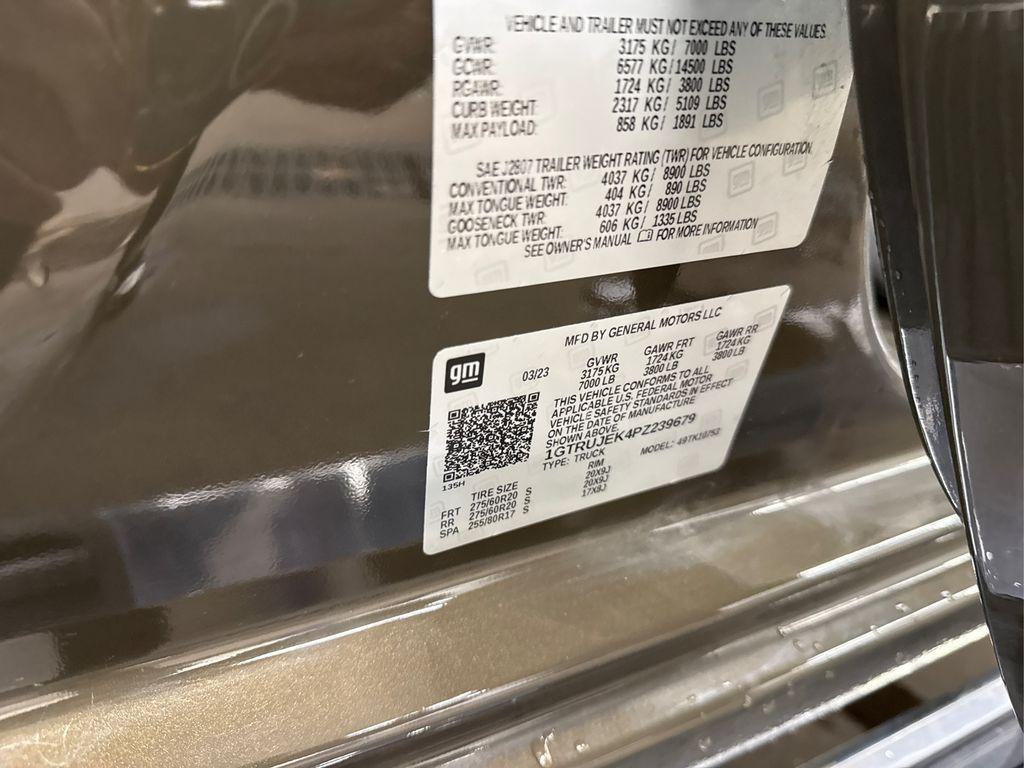 VEHICLE AND TRAILER MUST NOT EXCEED ANY OF THESE VALUES
GVWR: 3175 KG / 7000 LBS
GCWR: 6577 KG / 14500 LBS
RGAWR: 1724 KG / 3800 LBS
CURB WEIGHT: 2317 KG / 5109 LBS
MAX PAYLOAD: 858 KG / 1891 LBS
SAE J2807 TRAILER WEIGHT RATING (TWR) FOR VEHICLE CONFIGURATION
CONVENTIONAL TWR: 4037 KG / 8900 LBS
MAX TONGUE WEIGHT: 404 KG / 890 LBS
GOOSENECK TWR: 4037 KG / 8900 LBS
MAX TONGUE WEIGHT: 606 KG / 1335 LBS
SEE OWNER'S MANUAL FOR MORE INFORMATION
MFD BY GENERAL MOTORS LLC
gm
03/23
GVWR GAWR FRT GAWR RR
3175 KG 1724 KG 1724 KG
7000 LB 3800 LB 3800 LB
THIS VEHICLE CONFORMS TO ALL
APPLICABLE U.S. FEDERAL MOTOR
VEHICLE SAFETY STANDARDS IN EFFECT
ON THE DATE OF MANUFACTURE
SHOWN ABOVE.
1GTRUJEK4PZ239679
TYPE: TRUCK MODEL: 49TK10753
135H
TIRE SIZE RIM
FRT 275/60R20 S 20X9J
RR 275/60R20 S 20X9J
SPA 255/80R17 S 17X8J